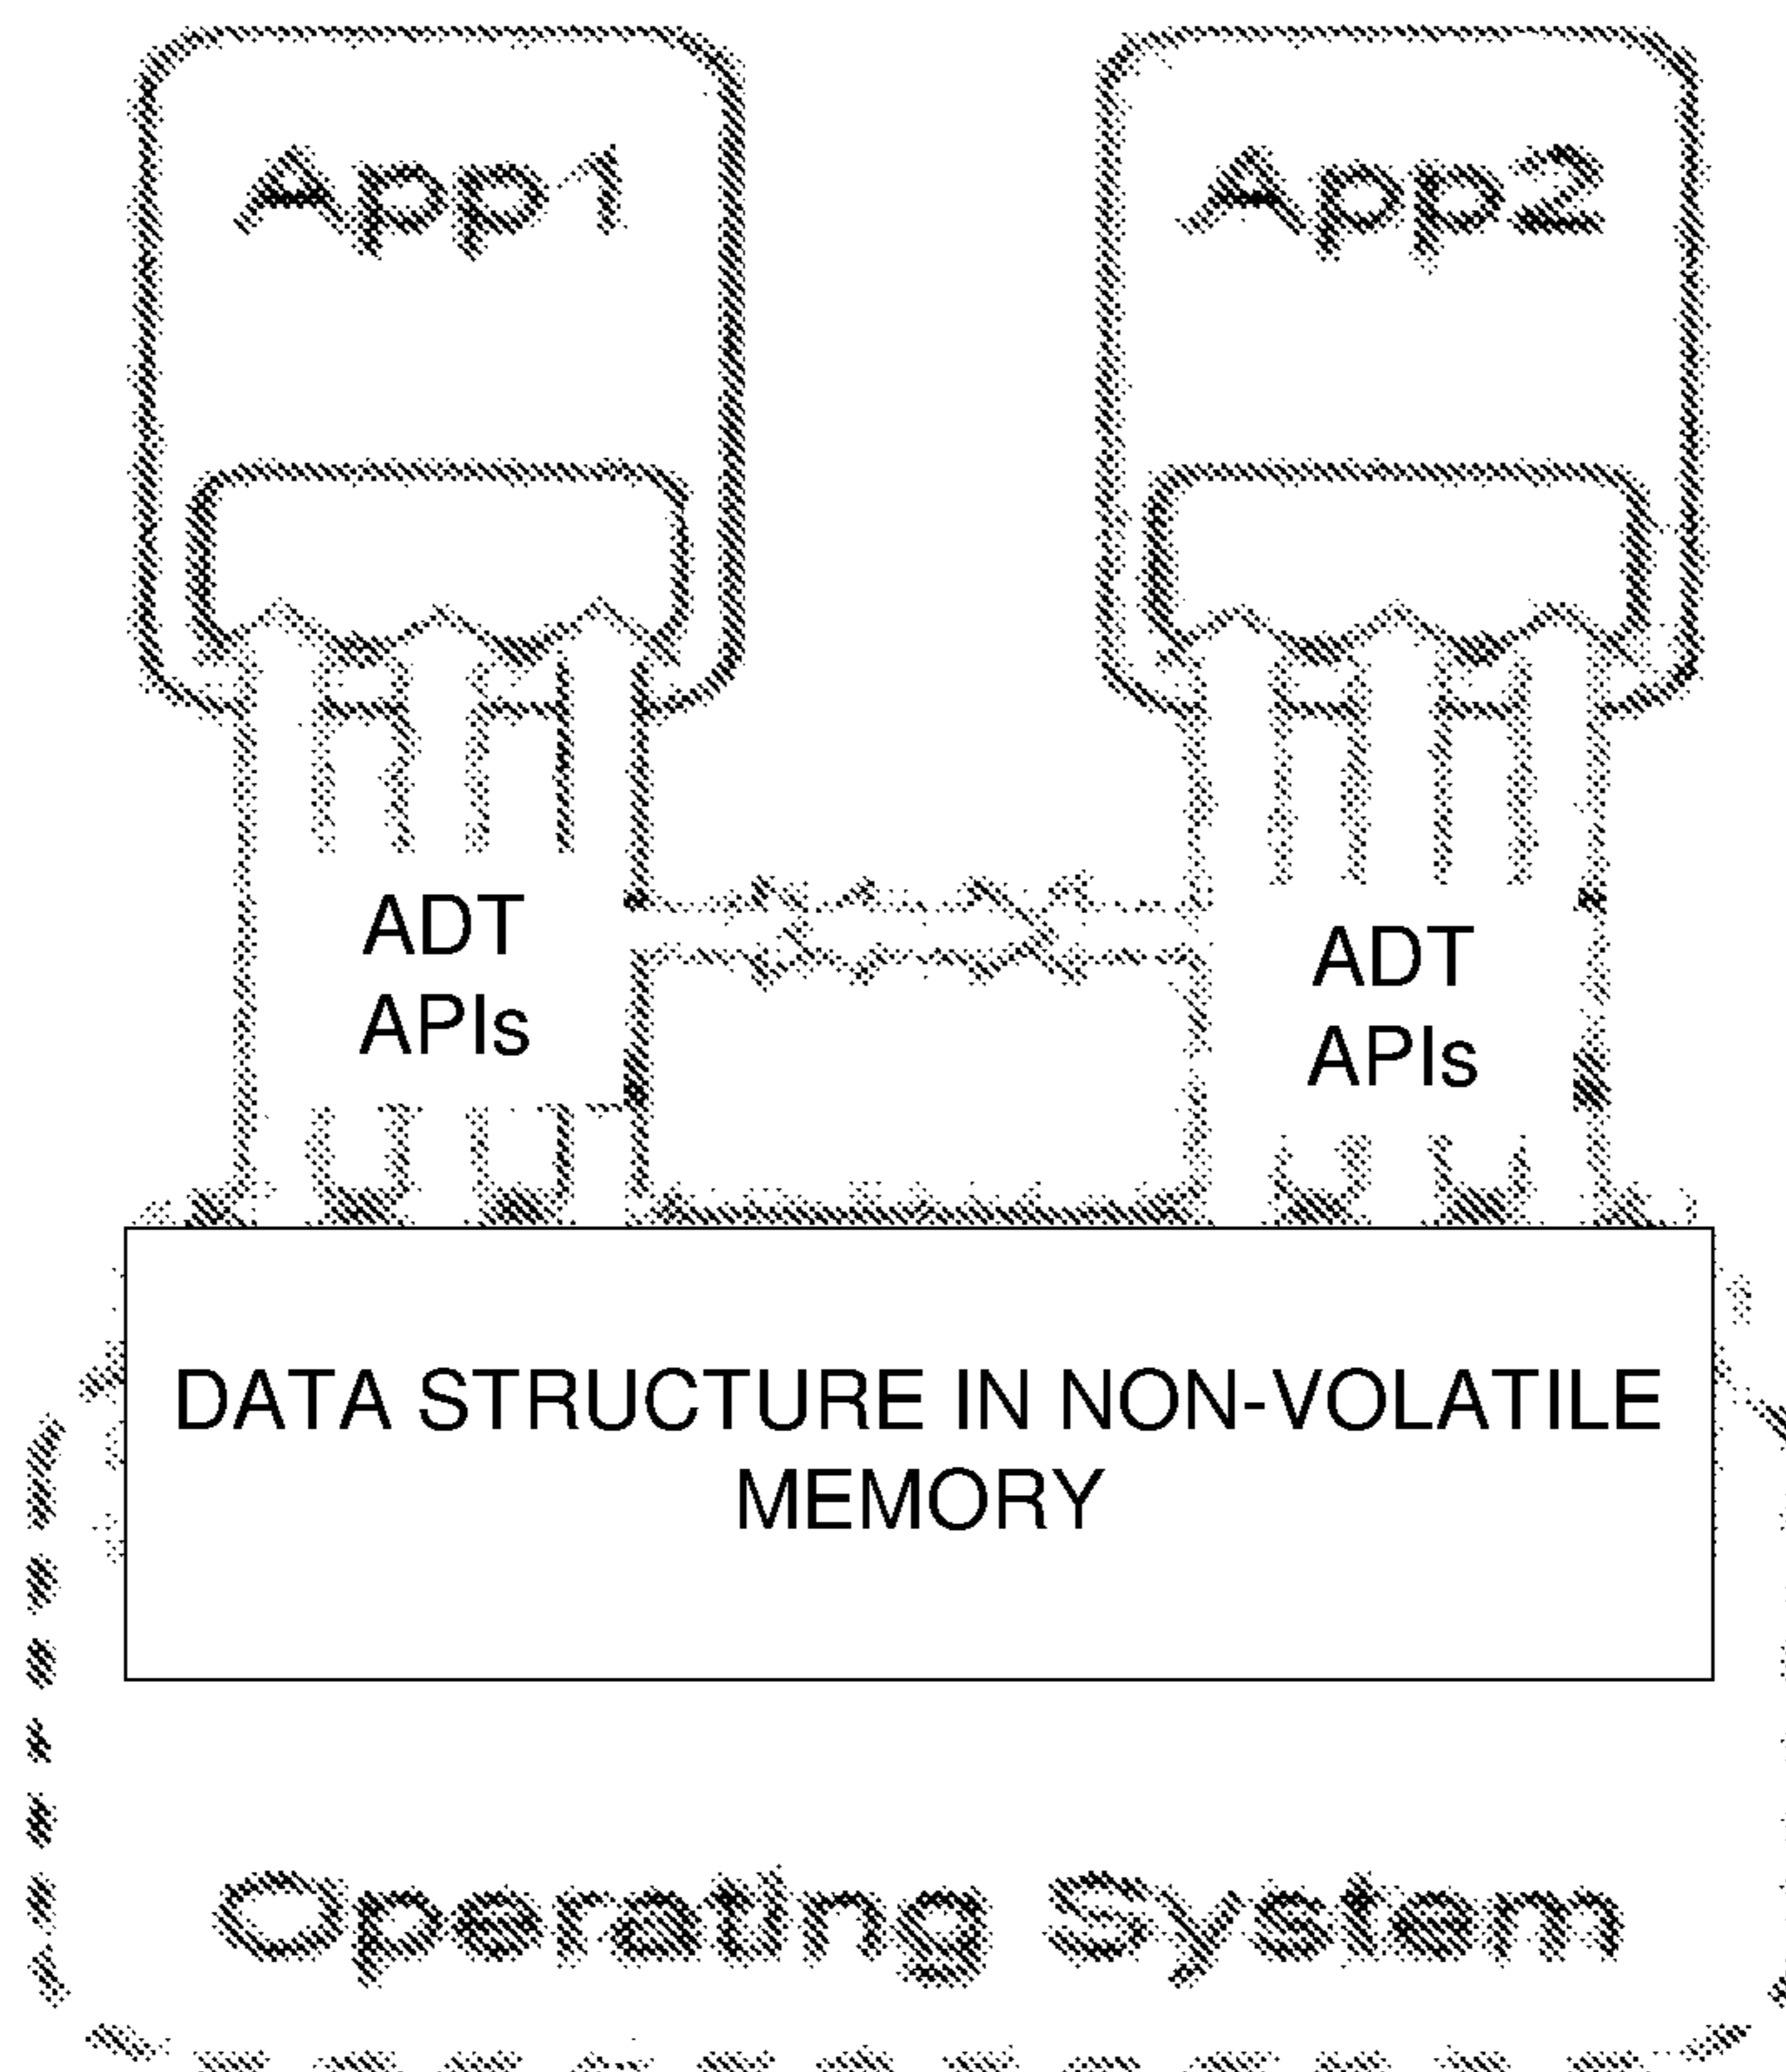 App1
App2
ADT
APIs
ADT
APIs
DATA STRUCTURE IN NON-VOLATILE
MEMORY
Operating System